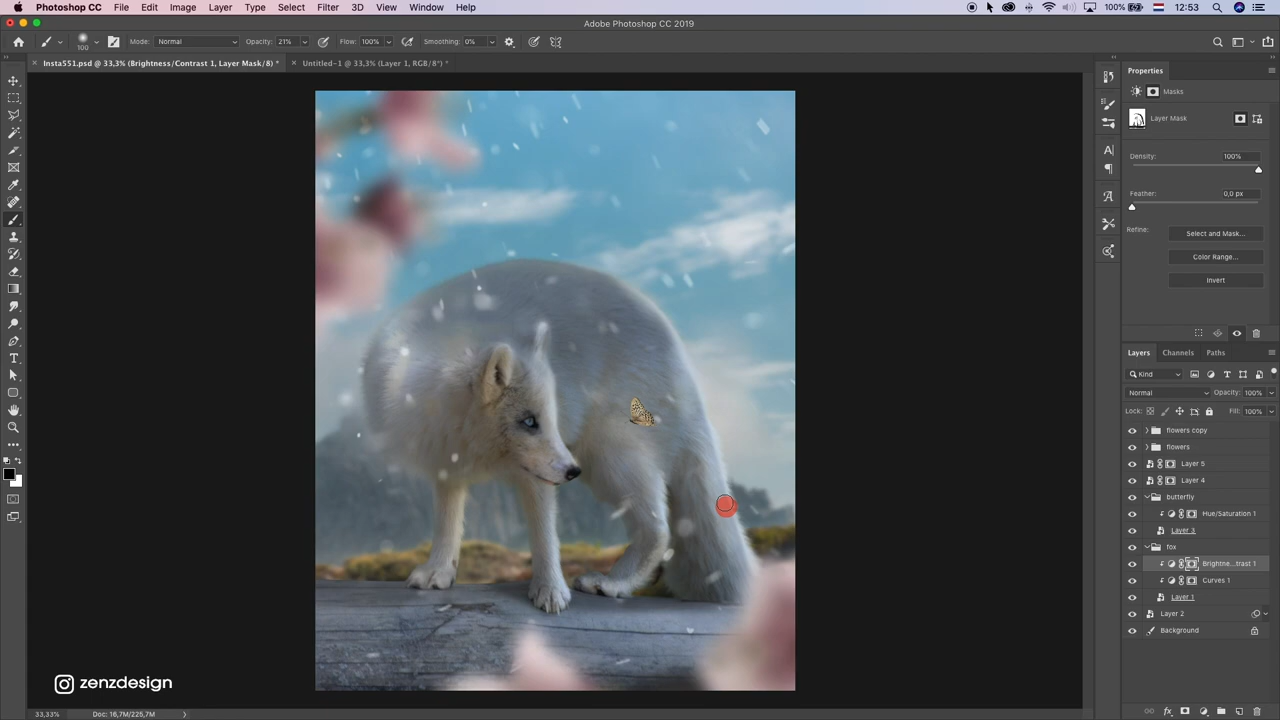 Photoshop CC File Edit Image Layer Type Select Filter 3D View Window Help 100% 12:53
Adobe Photoshop CC 2019
100 Mode: Normal Opacity: 21% Flow: 100% Smoothing: 0%
Insta551.psd @ 33,3% (Brightness/Contrast 1, Layer Mask/8) * Untitled-1 @ 33,3% (Layer 1, RGB/8*) *
Properties
Masks
Layer Mask
Density: 100%
Feather: 0,0 px
Refine: Select and Mask...
Color Range...
Invert
Layers Channels Paths
Kind
Normal Opacity: 100%
Lock: Fill: 100%
flowers copy
flowers
Layer 5
Layer 4
butterfly
Hue/Saturation 1
Layer 3
fox
Brightne...trast 1
Curves 1
Layer 1
Layer 2
Background
zenzdesign
33,33% Doc: 16,7M/225,7M